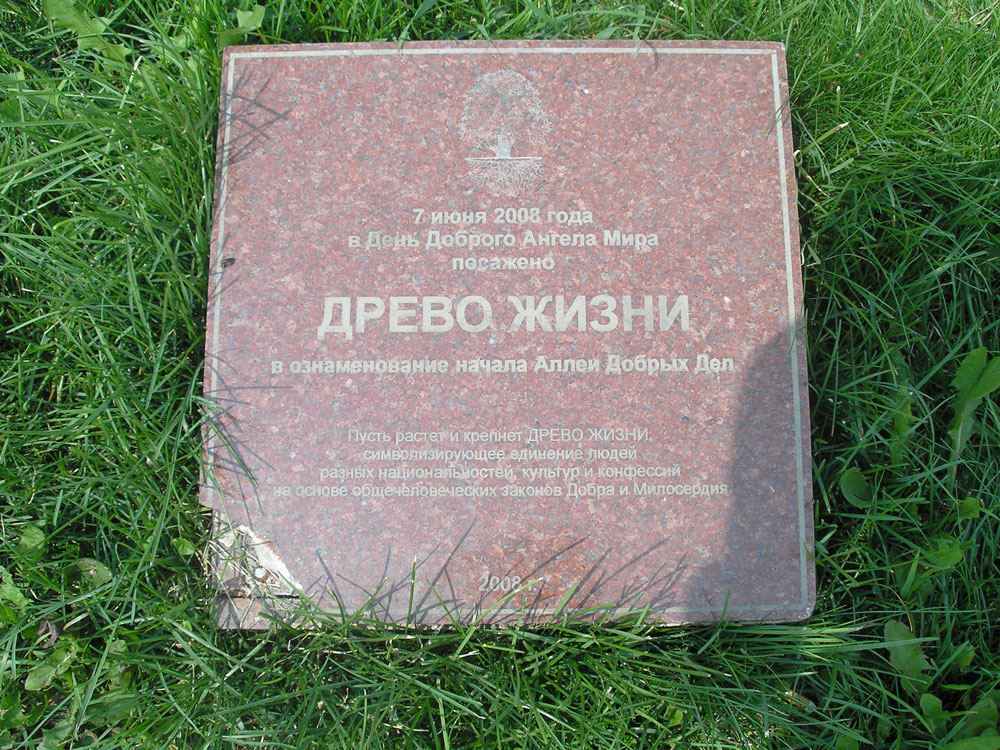 7 июня 2008 года
в День Доброго Ангела Мира
посажено
ДРЕВО ЖИЗНИ
в ознаменование начала Аллеи Добрых Дел
Пусть растет и крепнет ДРЕВО ЖИЗНИ,
символизирующее единение людей
разных национальностей, культур и конфессий
на основе общечеловеческих законов Добра и Милосердия
2008 г.